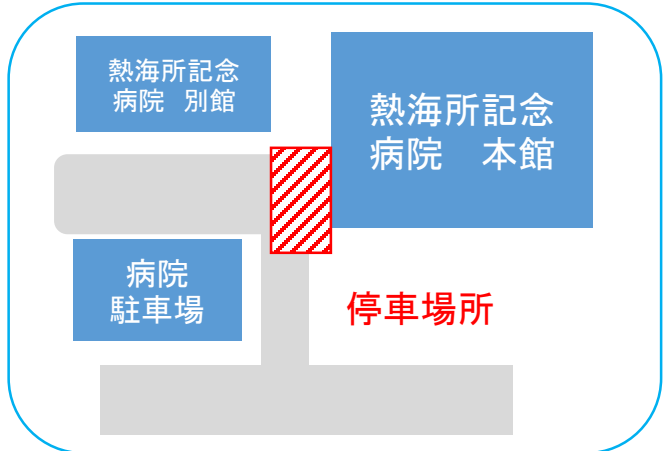 熱海所記念
病院　別館
熱海所記念
病院　本館
病院
駐車場
停車場所